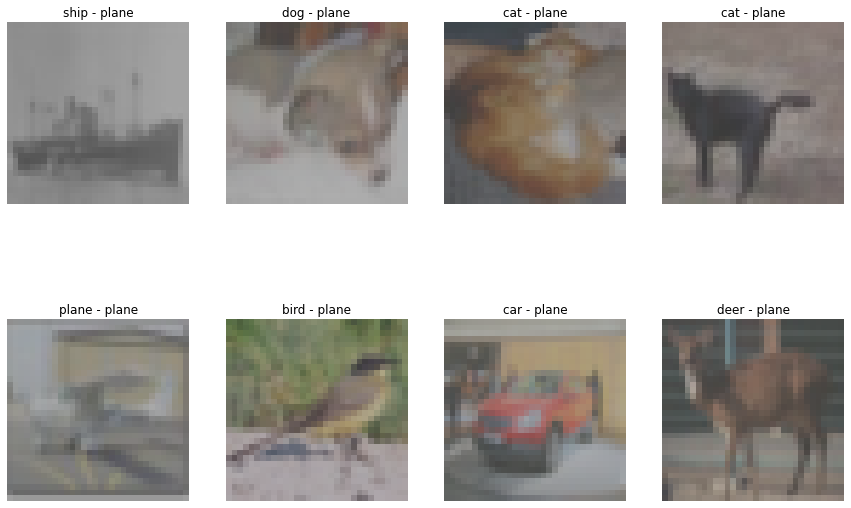 ship - plane
dog - plane
cat - plane
cat - plane
plane - plane
bird - plane
car - plane
deer - plane